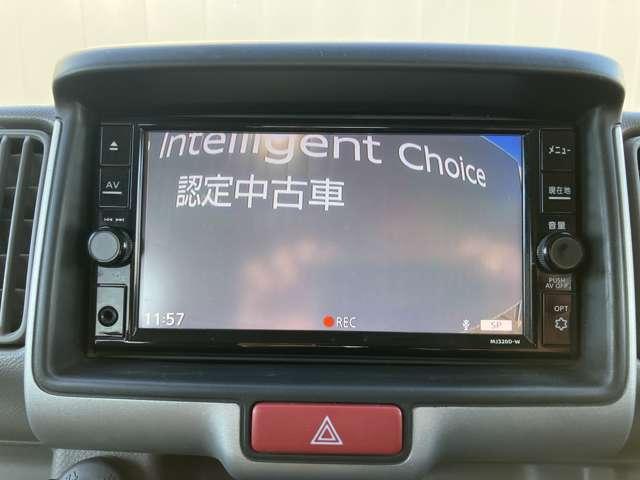 Intelligent Choice
認定中古車
11:57
REC
SP
AV
メニュー
現在地
音量
PUSH
AV OFF
OPT
MJ320D-W